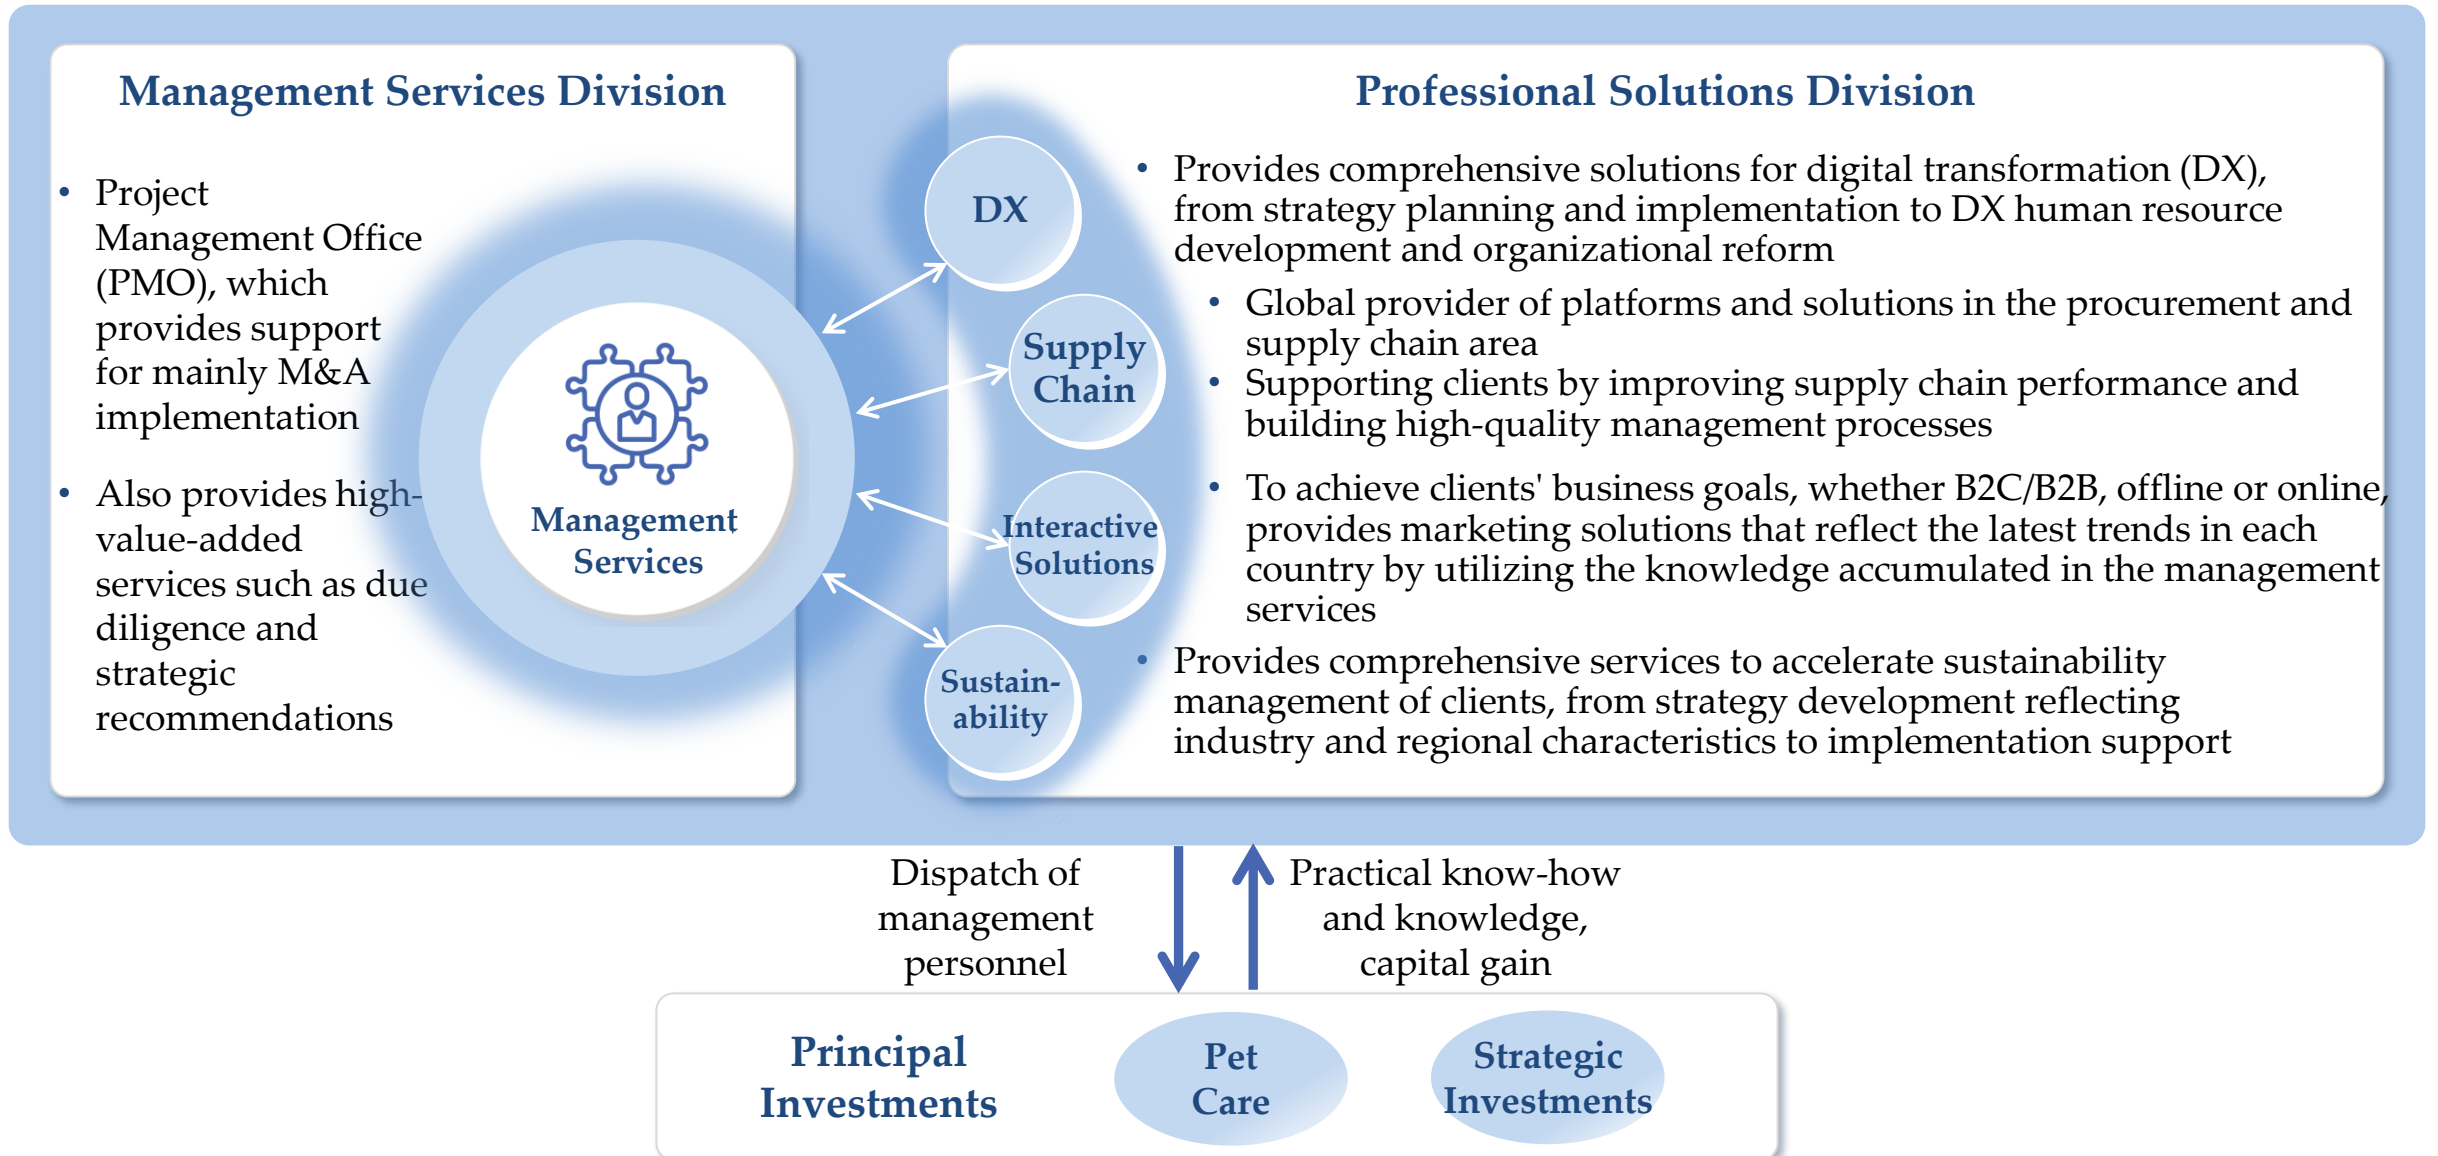 Management Services Division
• Project
Management Office
(PMO), which
provides support
for mainly M&A
implementation
• Also provides high-
value-added
services such as due
diligence and
strategic
recommendations
Management
Services
DX
Supply
Chain
Interactive
Solutions
Sustain-
ability
Professional Solutions Division
• Provides comprehensive solutions for digital transformation (DX),
from strategy planning and implementation to DX human resource
development and organizational reform
• Global provider of platforms and solutions in the procurement and
supply chain area
• Supporting clients by improving supply chain performance and
building high-quality management processes
• To achieve clients' business goals, whether B2C/B2B, offline or online,
provides marketing solutions that reflect the latest trends in each
country by utilizing the knowledge accumulated in the management
services
• Provides comprehensive services to accelerate sustainability
management of clients, from strategy development reflecting
industry and regional characteristics to implementation support
Dispatch of
management
personnel
Practical know-how
and knowledge,
capital gain
Principal
Investments
Pet
Care
Strategic
Investments